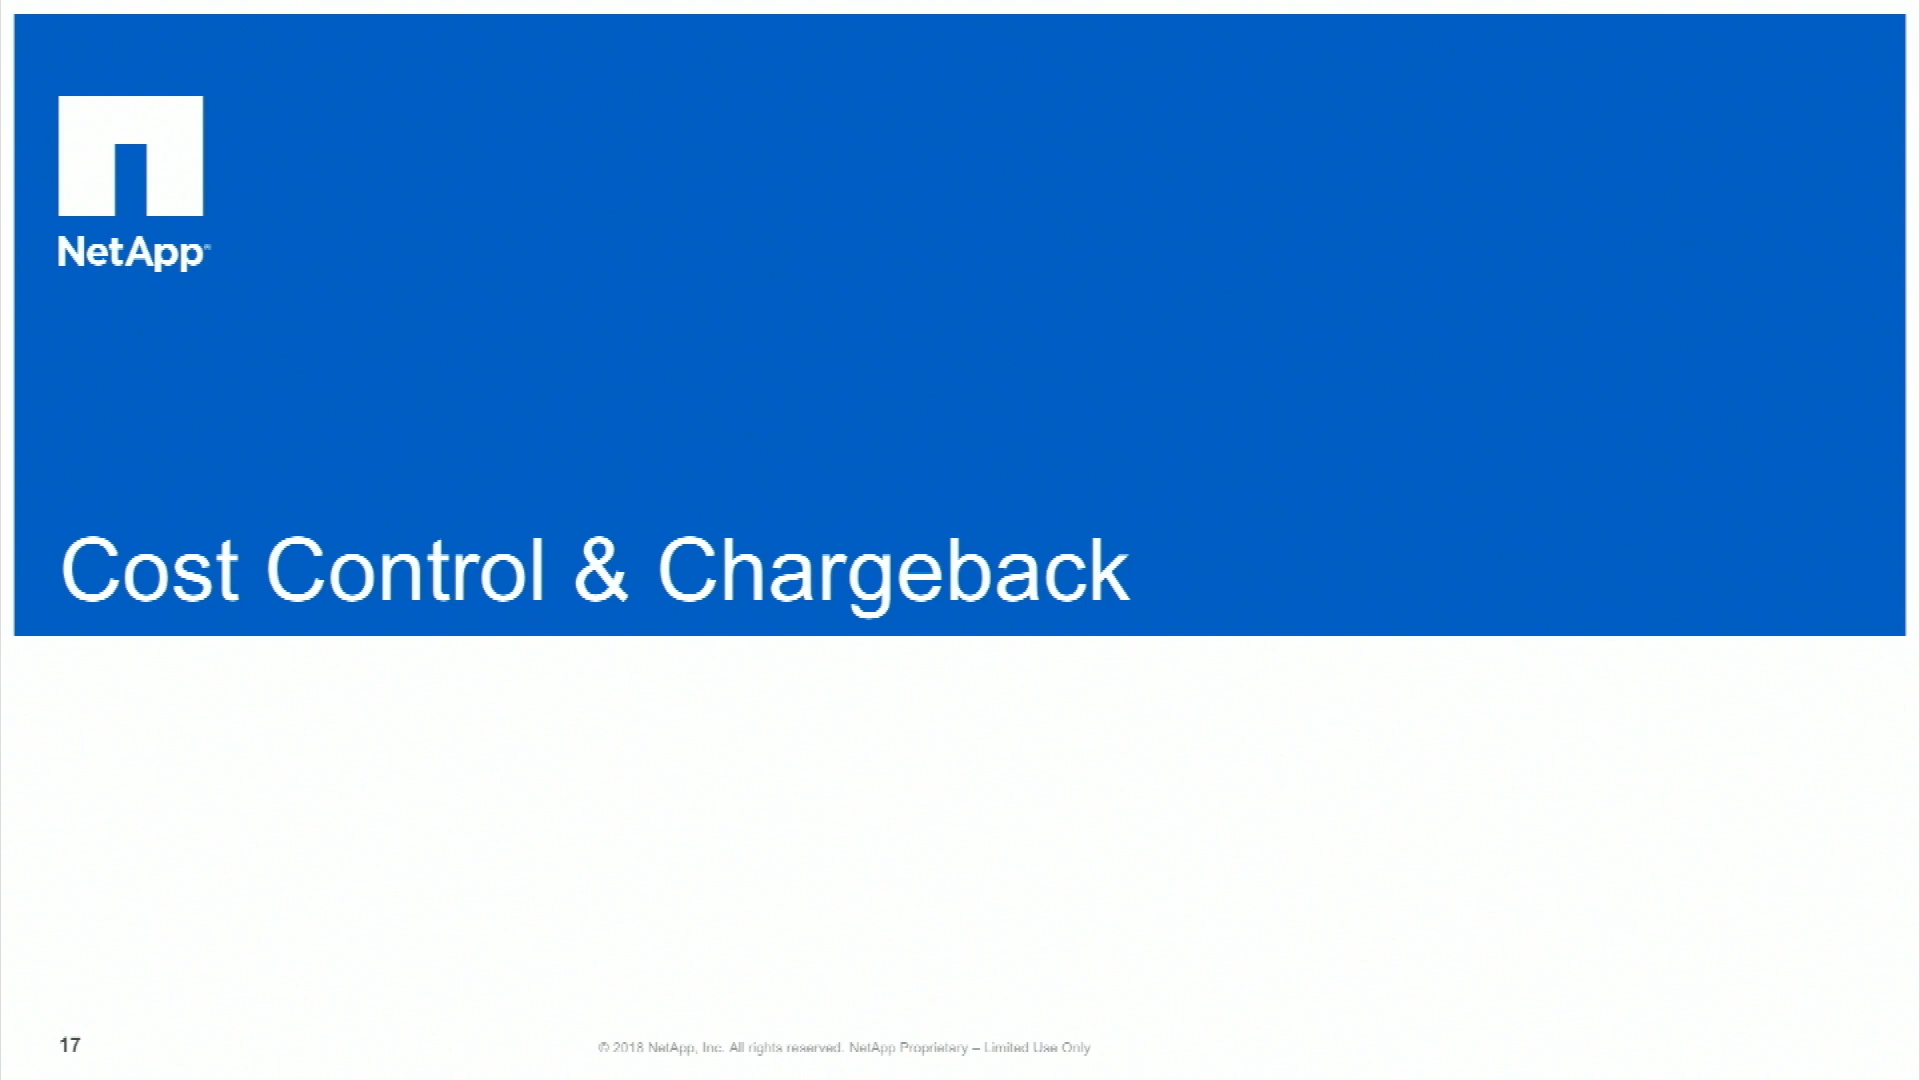 NetApp
Cost Control & Chargeback
17
© 2018 NetApp, Inc. All rights reserved. NetApp Proprietary – Limited Use Only